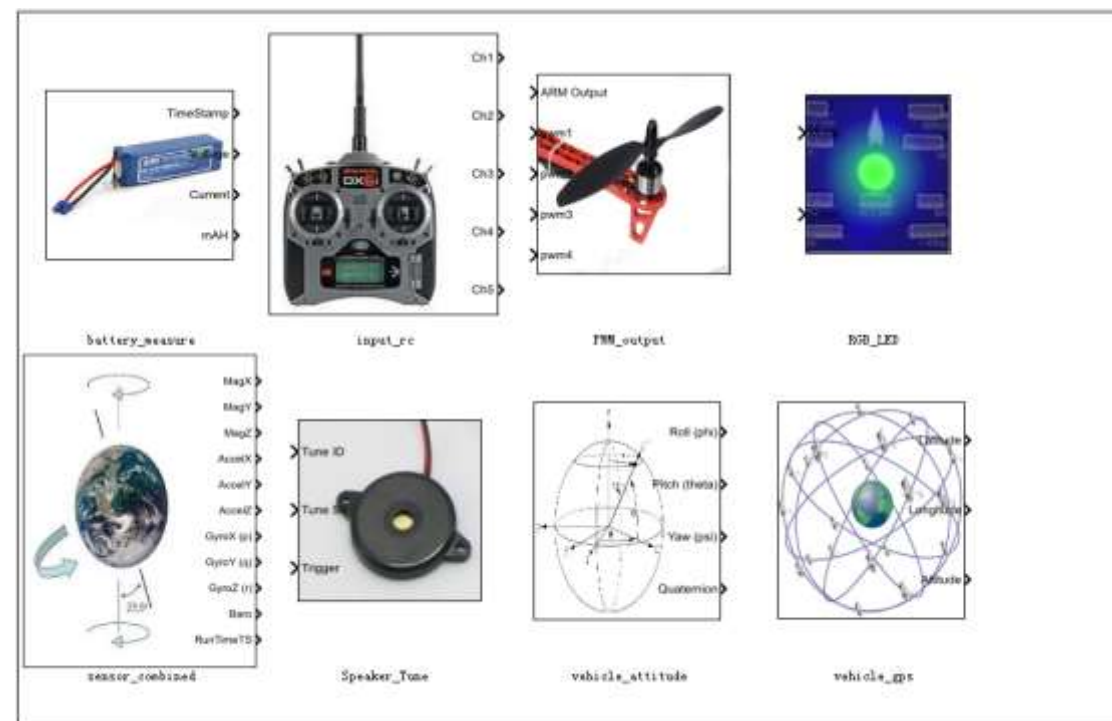 TimeStamp
Current
mAH
battery_measure
Ch1
Ch2
Ch3
Ch4
Ch5
input_rc
ARM Output
pwm1
pwm3
pwm4
PWM_output
RGB_LED
MagX
MagY
MagZ
AccelX
AccelY
AccelZ
GyroX (p)
GyroY (q)
GyroZ (r)
Baro
RunTimeTS
sensor_combined
Tune ID
Tune
Trigger
Speaker_Tune
Roll (phi)
Pitch (theta)
Yaw (psi)
Quaternion
vehicle_attitude
Latitude
Longitude
Altitude
vehicle_gps